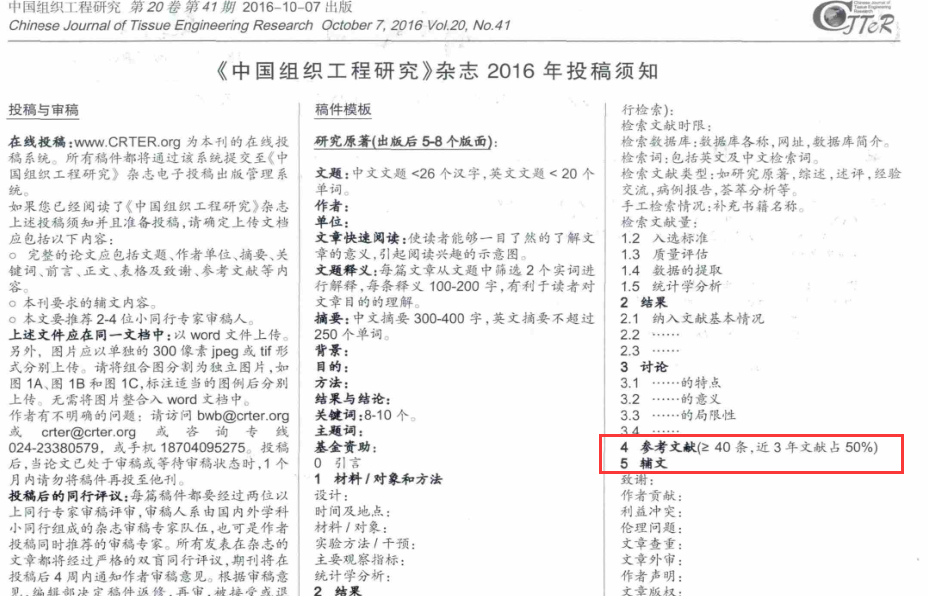 中国组织工程研究 第20卷第41期 2016-10-07出版
Chinese Journal of Tissue Engineering Research October 7, 2016 Vol.20, No.41
Chinese Journal of
Tissue Engineering
Research
CJTER
《中国组织工程研究》杂志 2016 年投稿须知
投稿与审稿
在线投稿:www.CRTER.org 为本刊的在线投
稿系统。所有稿件都将通过该系统提交至《中
国组织工程研究》杂志电子投稿出版管理系
统。
如果您已经阅读了《中国组织工程研究》杂志
上述投稿须知并且准备投稿,请确定上传文档
应包括以下内容:
○ 完整的论文应包括文题、作者单位、摘要、关
键词、前言、正文、表格及致谢、参考文献等内
容。
○ 本刊要求的辅文内容。
○ 本文要推荐 2-4 位小同行专家审稿人。
上述文件应在同一文档中:以 word 文件上传。
另外, 图片应以单独的 300 像素 jpeg 或 tif 形
式分别上传。请将组合图分割为独立图片,如
图 1A、图 1B 和图 1C,标注适当的图例后分别
上传。无需将图片整合入 word 文档中。
作者有不明确的问题: 请访问 bwb@crter.org
或 crter@crter.org 或咨询专线
024-23380579, 或手机 18704095275。投稿
后,当论文已处于审稿或等待审稿状态时,1 个
月内请勿将稿件再投至他刊。
投稿后的同行评议:每篇稿件都要经过两位以
上同行专家审稿评审,审稿人系由国内外学科
小同行组成的杂志审稿专家队伍,也可是作者
投稿同时推荐的审稿专家。所有发表在杂志的
文章都将经过严格的双盲同行评议,期刊将在
投稿后 4 周内通知作者审稿意见。根据审稿意
见,编辑部决定稿件返修、再审、被接受或退
稿件模板
研究原著(出版后 5-8 个版面):
文题:中文文题 <26 个汉字,英文文题 < 20 个
单词。
作者:
单位:
文章快速阅读:使读者能够一目了然的了解文
章的意义,引起阅读兴趣的示意图。
文题释义:每篇文章从文题中筛选 2 个实词进
行解释,每条释义 100-200 字,有利于读者对
文章目的的理解。
摘要:中文摘要 300-400 字,英文摘要不超过
250 个单词。
背景:
目的:
方法:
结果与结论:
关键词:8-10 个。
主题词:
基金资助:
0 引言
1 材料/对象和方法
设计:
时间及地点:
材料/对象:
实验方法/干预:
主要观察指标:
统计学分析:
2 结果
行检索):
检索文献时限:
检索数据库:数据库各称,网址,数据库简介。
检索词:包括英文及中文检索词。
检索文献类型:如研究原著,综述,述评,经验
交流,病例报告,荟萃分析等。
手工检索情况:补充书籍名称。
检索文献量:
1.2 入选标准
1.3 质量评估
1.4 数据的提取
1.5 统计学分析
2 结果
2.1 纳入文献基本情况
2.2 ······
2.3 ······
3 讨论
3.1 ······的特点
3.2 ······的意义
3.3 ······的局限性
3.4 ······
4 参考文献(≥ 40 条,近 3 年文献占 50%)
5 辅文
致谢:
作者贡献:
利益冲突:
伦理问题:
文章查重:
文章外审:
作者声明:
文章版权: